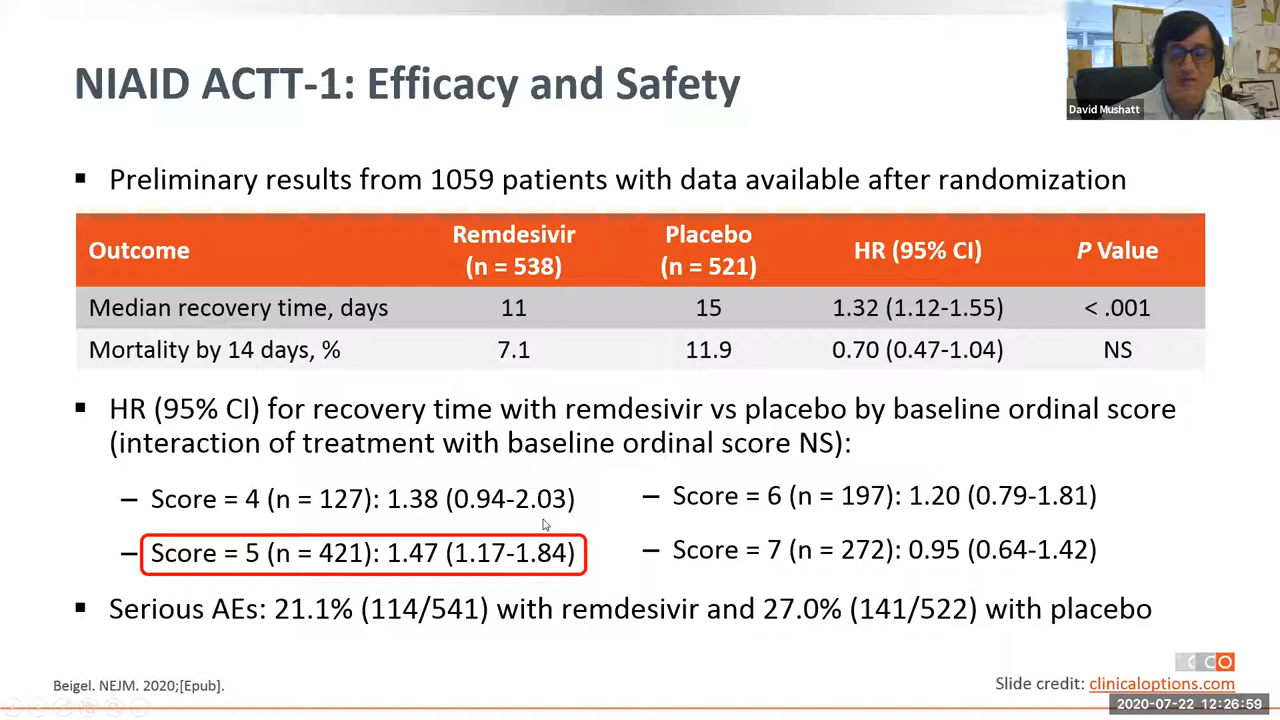 NIAID ACTT-1: Efficacy and Safety
David Mushatt
▪ Preliminary results from 1059 patients with data available after randomization
Outcome Remdesivir (n = 538) Placebo (n = 521) HR (95% CI) P Value
Median recovery time, days 11 15 1.32 (1.12-1.55) < .001
Mortality by 14 days, % 7.1 11.9 0.70 (0.47-1.04) NS
▪ HR (95% CI) for recovery time with remdesivir vs placebo by baseline ordinal score
(interaction of treatment with baseline ordinal score NS):
– Score = 4 (n = 127): 1.38 (0.94-2.03)
– Score = 5 (n = 421): 1.47 (1.17-1.84)
– Score = 6 (n = 197): 1.20 (0.79-1.81)
– Score = 7 (n = 272): 0.95 (0.64-1.42)
▪ Serious AEs: 21.1% (114/541) with remdesivir and 27.0% (141/522) with placebo
CCO
Beigel. NEJM. 2020;[Epub].
Slide credit: clinicaloptions.com
2020-07-22 12:26:59